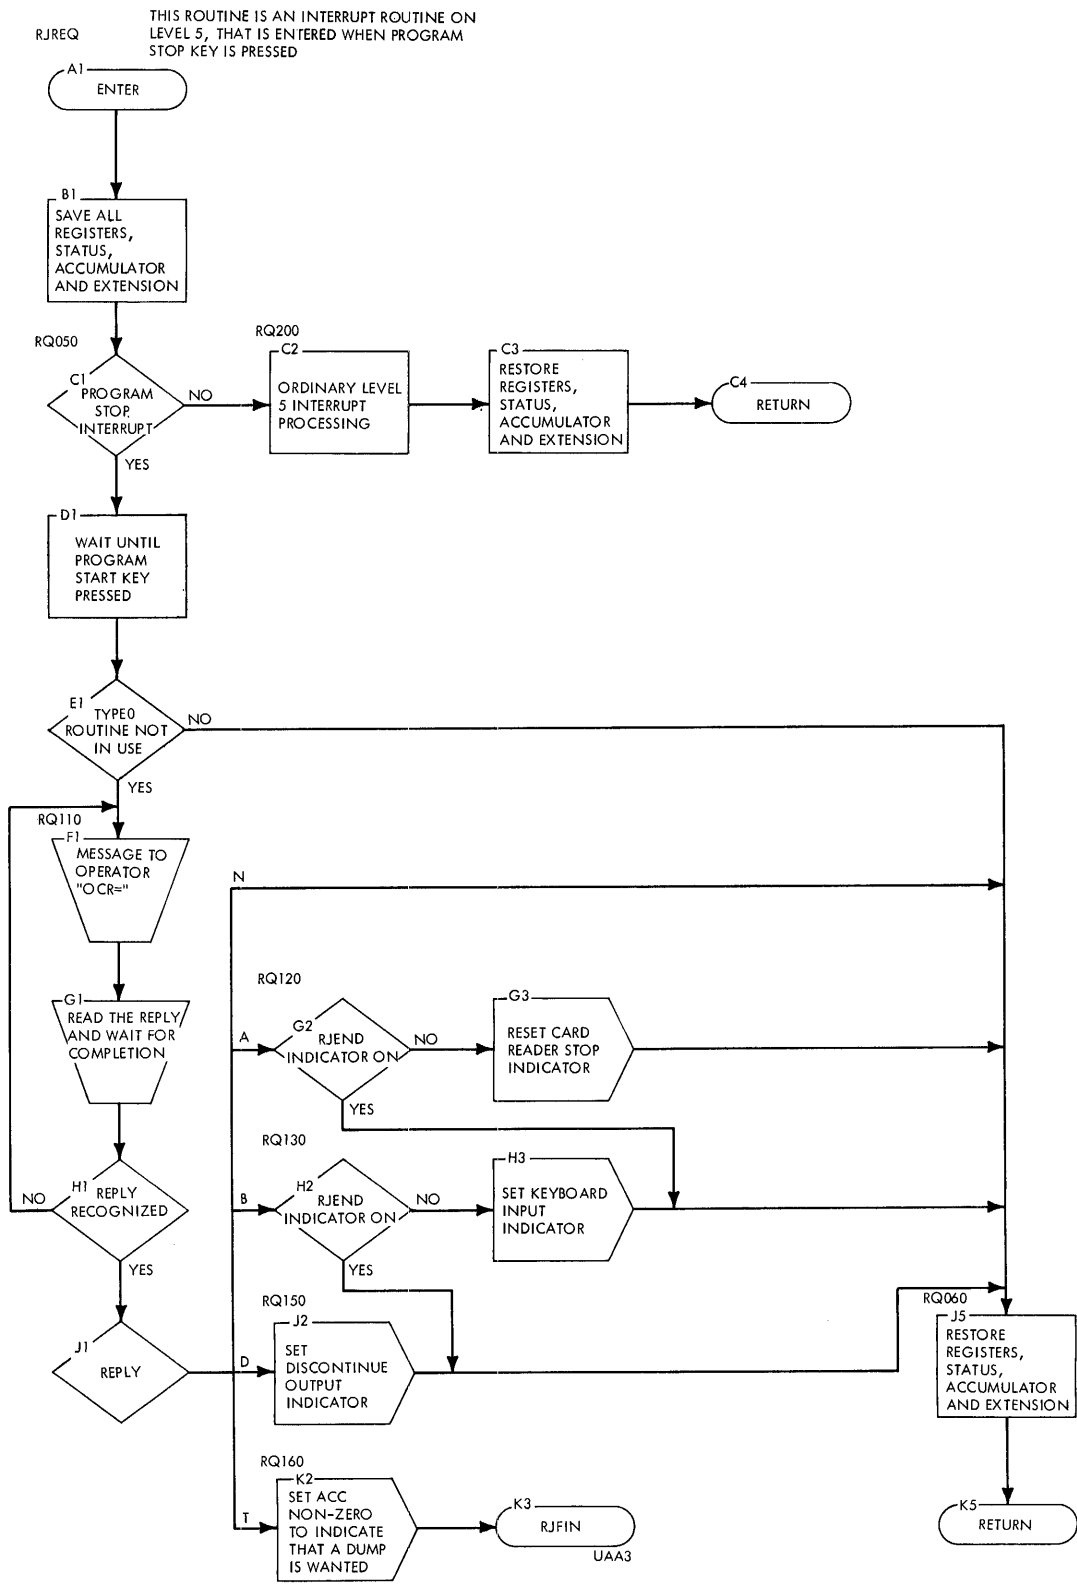 RJREQ
THIS ROUTINE IS AN INTERRUPT ROUTINE ON
LEVEL 5, THAT IS ENTERED WHEN PROGRAM
STOP KEY IS PRESSED
A1
ENTER
B1
SAVE ALL
REGISTERS,
STATUS,
ACCUMULATOR
AND EXTENSION
RQ050
C1
PROGRAM
STOP
INTERRUPT
NO
YES
RQ200
C2
ORDINARY LEVEL
5 INTERRUPT
PROCESSING
C3
RESTORE
REGISTERS,
STATUS,
ACCUMULATOR
AND EXTENSION
C4
RETURN
D1
WAIT UNTIL
PROGRAM
START KEY
PRESSED
E1
TYPE0
ROUTINE NOT
IN USE
NO
YES
RQ110
F1
MESSAGE TO
OPERATOR
"OCR="
G1
READ THE REPLY
AND WAIT FOR
COMPLETION
H1
REPLY
RECOGNIZED
NO
YES
J1
REPLY
N
A
RQ120
G2
RJEND
INDICATOR ON
NO
YES
G3
RESET CARD
READER STOP
INDICATOR
B
RQ130
H2
RJEND
INDICATOR ON
NO
YES
H3
SET KEYBOARD
INPUT
INDICATOR
D
RQ150
J2
SET
DISCONTINUE
OUTPUT
INDICATOR
RQ060
J5
RESTORE
REGISTERS,
STATUS,
ACCUMULATOR
AND EXTENSION
T
RQ160
K2
SET ACC
NON-ZERO
TO INDICATE
THAT A DUMP
IS WANTED
K3
RJFIN
UAA3
K5
RETURN